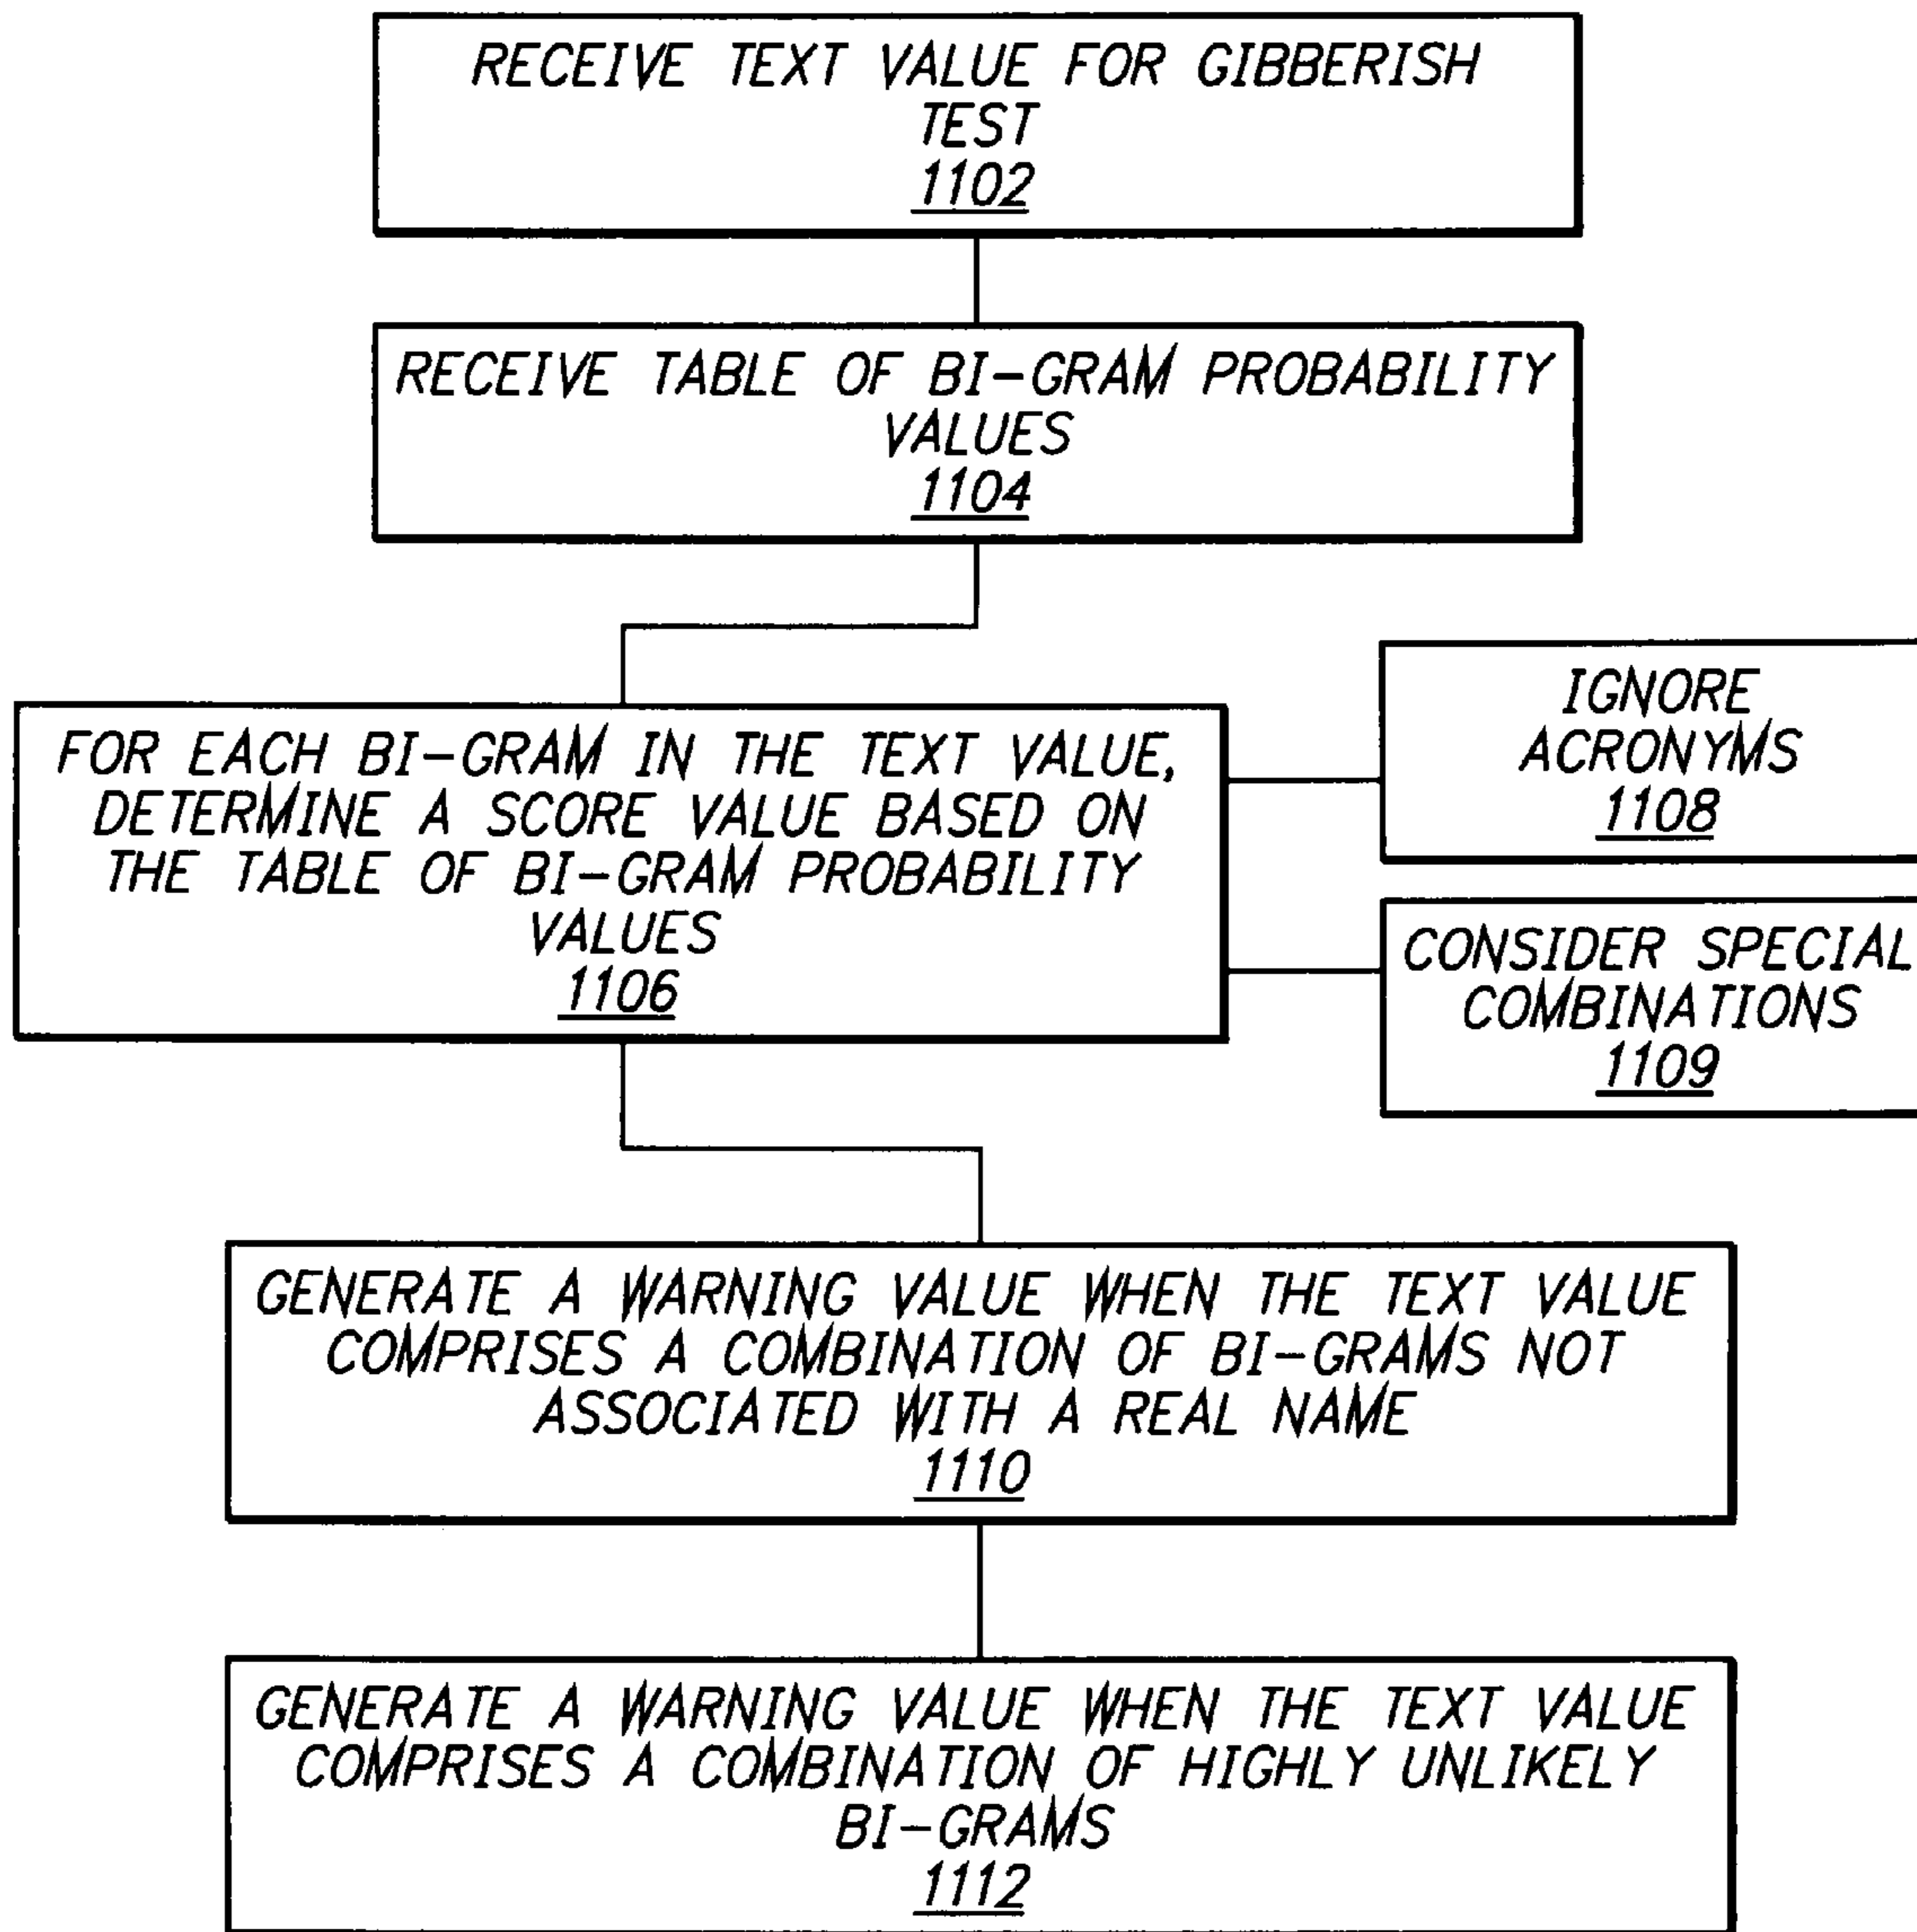 RECEIVE TEXT VALUE FOR GIBBERISH
TEST
1102
RECEIVE TABLE OF BI-GRAM PROBABILITY
VALUES
1104
FOR EACH BI-GRAM IN THE TEXT VALUE,
DETERMINE A SCORE VALUE BASED ON
THE TABLE OF BI-GRAM PROBABILITY
VALUES
1106
IGNORE
ACRONYMS
1108
CONSIDER SPECIAL
COMBINATIONS
1109
GENERATE A WARNING VALUE WHEN THE TEXT VALUE
COMPRISES A COMBINATION OF BI-GRAMS NOT
ASSOCIATED WITH A REAL NAME
1110
GENERATE A WARNING VALUE WHEN THE TEXT VALUE
COMPRISES A COMBINATION OF HIGHLY UNLIKELY
BI-GRAMS
1112